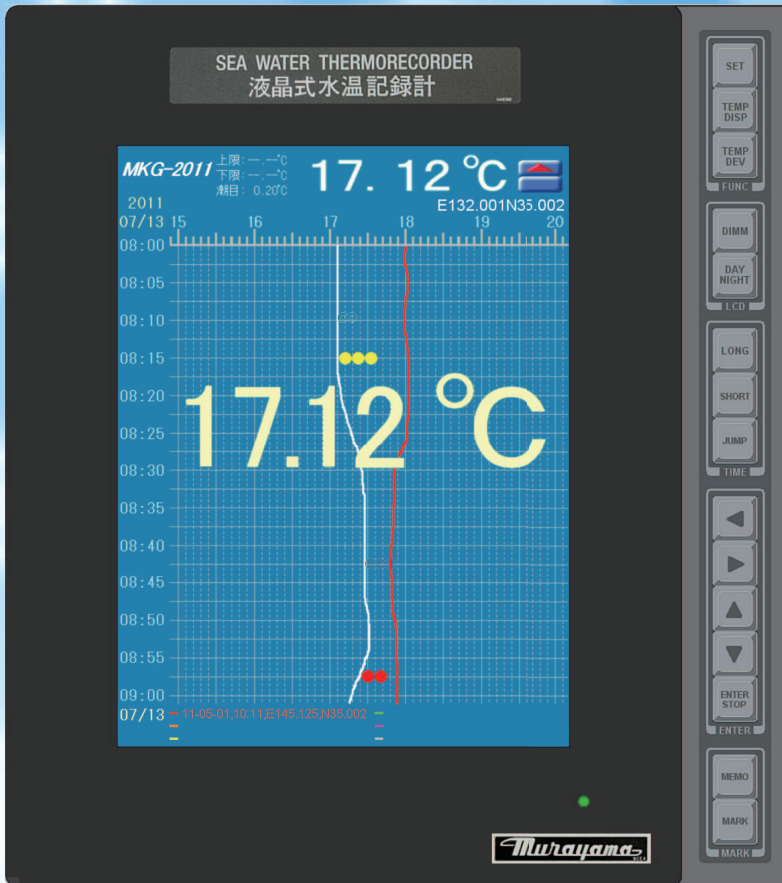 SEA WATER THERMORECORDER
液晶式水温記録計
MKG-2011
上限: --.--℃
下限: --.--℃
潮目: 0.20℃
17.12℃
E132.001N35.002
2011
07/13 15 16 17 18 19 20
08:00
08:05
08:10
08:15
08:20
17.12℃
08:25
08:30
08:35
08:40
08:45
08:50
08:55
09:00
07/13
11-05-01,10:11,E145.125,N35.002
Murayama
SET
TEMP
DISP
TEMP
DEV
FUNC
DIMM
DAY
NIGHT
LCD
LONG
SHORT
JUMP
TIME
ENTER
STOP
ENTER
MEMO
MARK
MARK